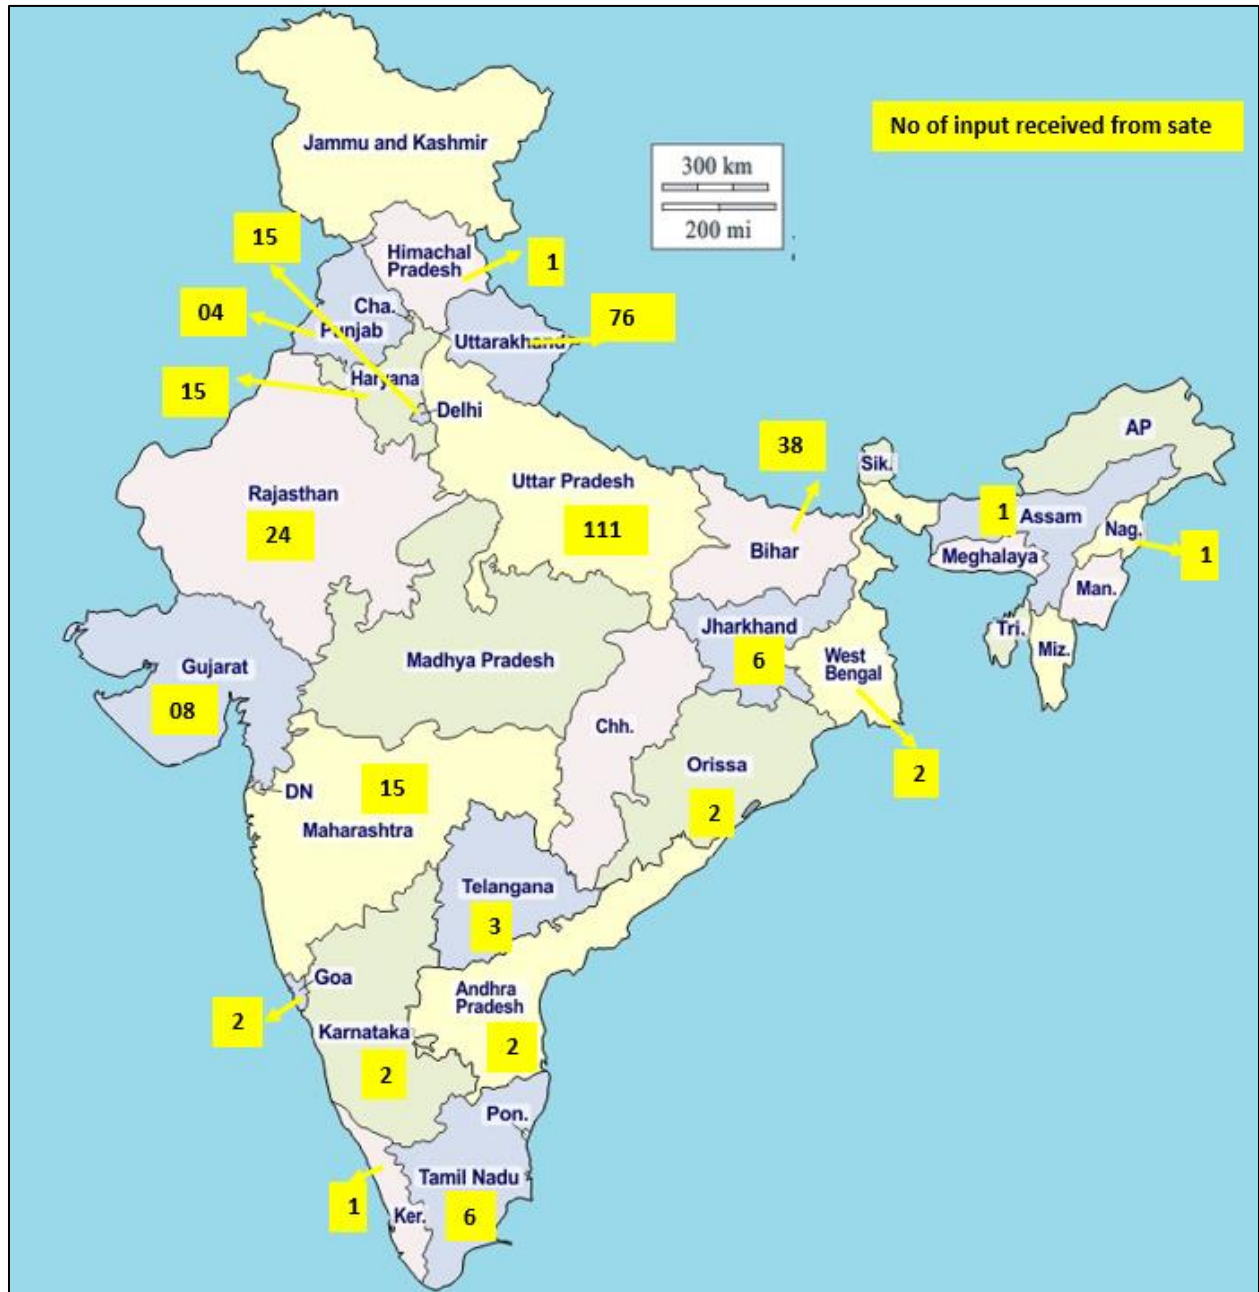 No of input received from sate
Jammu and Kashmir
300 km
200 mi
15
Himachal
Pradesh
1
04
Cha.
Punjab
76
Uttarakhand
15
Haryana
Delhi
38
AP
Sik.
Rajasthan
24
Uttar Pradesh
111
Bihar
1
Assam
Nag.
1
Meghalaya
Man.
Tri.
Miz.
Jharkhand
6
West
Bengal
2
Gujarat
08
Madhya Pradesh
Chh.
Orissa
2
DN
15
Maharashtra
Telangana
3
Goa
2
Andhra
Pradesh
2
Karnataka
2
Pon.
Tamil Nadu
6
1
Ker.